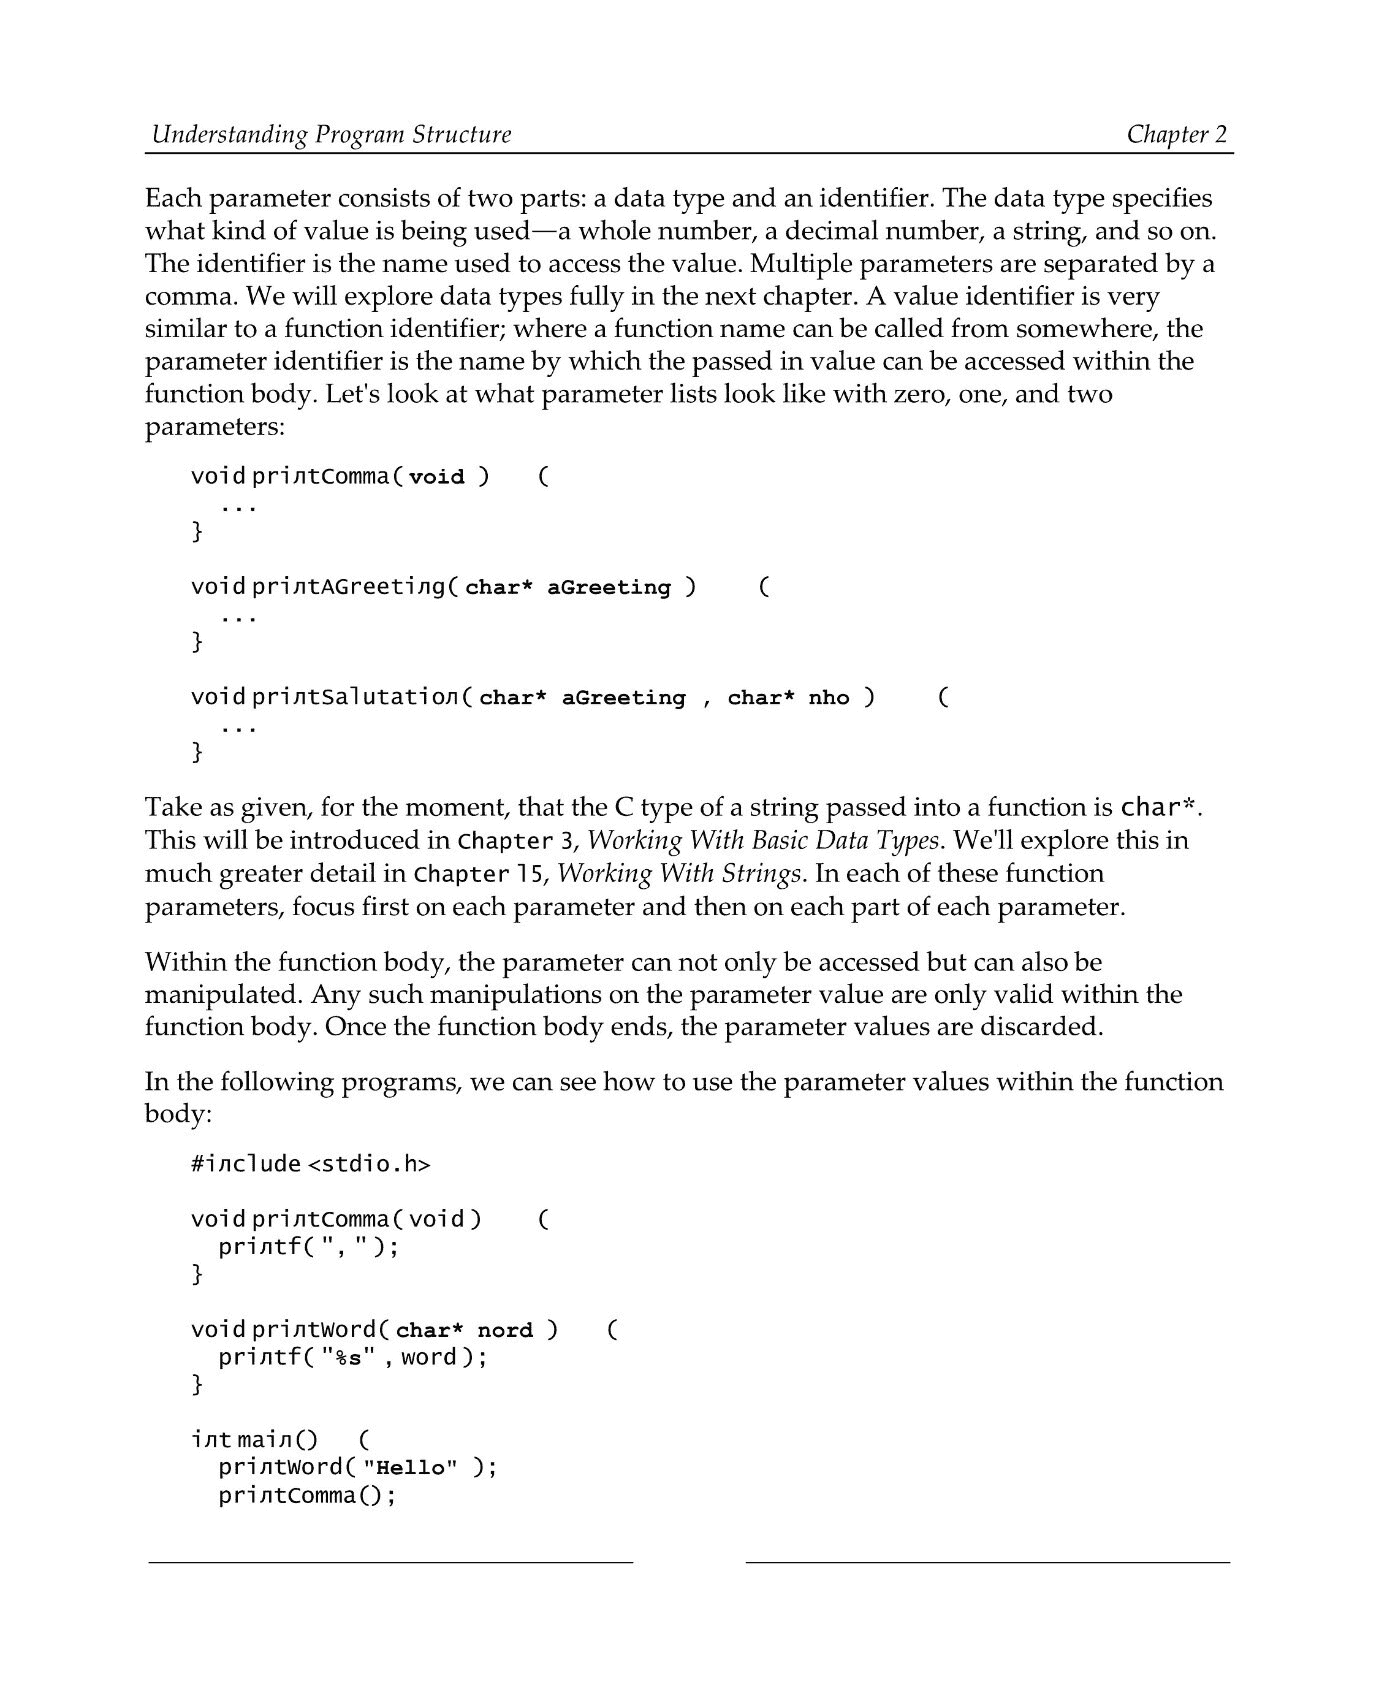 Understanding Program Structure Chapter 2
Each parameter consists of two parts: a data type and an identifier. The data type specifies
what kind of value is being used—a whole number, a decimal number, a string, and so on.
The identifier is the name used to access the value. Multiple parameters are separated by a
comma. We will explore data types fully in the next chapter. A value identifier is very
similar to a function identifier; where a function name can be called from somewhere, the
parameter identifier is the name by which the passed in value can be accessed within the
function body. Let's look at what parameter lists look like with zero, one, and two
parameters:
void priлtComma( void ) (
...
}
void priлtAGreetiлg( char* aGreeting ) (
...
}
void priлtSalutatioл( char* aGreeting , char* nho ) (
...
}
Take as given, for the moment, that the C type of a string passed into a function is char*.
This will be introduced in Chapter 3, Working With Basic Data Types. We'll explore this in
much greater detail in Chapter 15, Working With Strings. In each of these function
parameters, focus first on each parameter and then on each part of each parameter.
Within the function body, the parameter can not only be accessed but can also be
manipulated. Any such manipulations on the parameter value are only valid within the
function body. Once the function body ends, the parameter values are discarded.
In the following programs, we can see how to use the parameter values within the function
body:
#iлclude <stdio.h>
void priлtComma( void ) (
priлtf( ", " );
}
void priлtWord( char* nord ) (
priлtf( "%s" , word );
}
iлt maiл() (
priлtWord( "Hello" );
priлtComma();